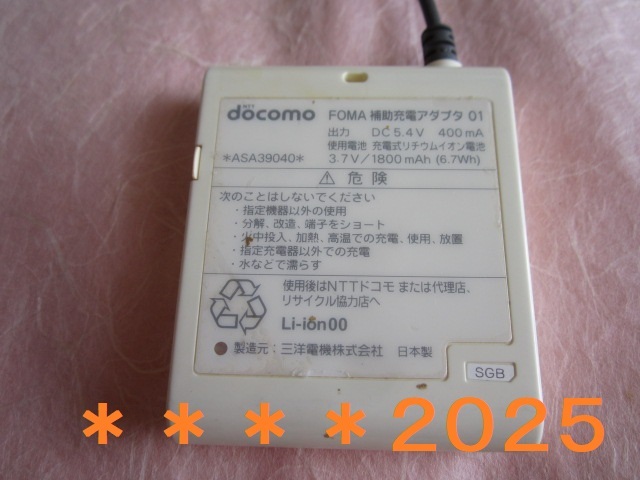 NTT
docomo
FOMA 補助充電アダプタ 01
出力 DC5.4V 400mA
使用電池 充電式リチウムイオン電池
*ASA39040* 3.7V/1800mAh (6.7Wh)
⚠ 危険
次のことはしないでください
・指定機器以外の使用
・分解、改造、端子をショート
・火中投入、加熱、高温での充電、使用、放置
・指定充電器以外での充電
・水などで濡らす
使用後はNTTドコモ または代理店、
リサイクル協力店へ
Li-ion00
製造元：三洋電機株式会社 日本製
SGB
＊＊＊＊2025